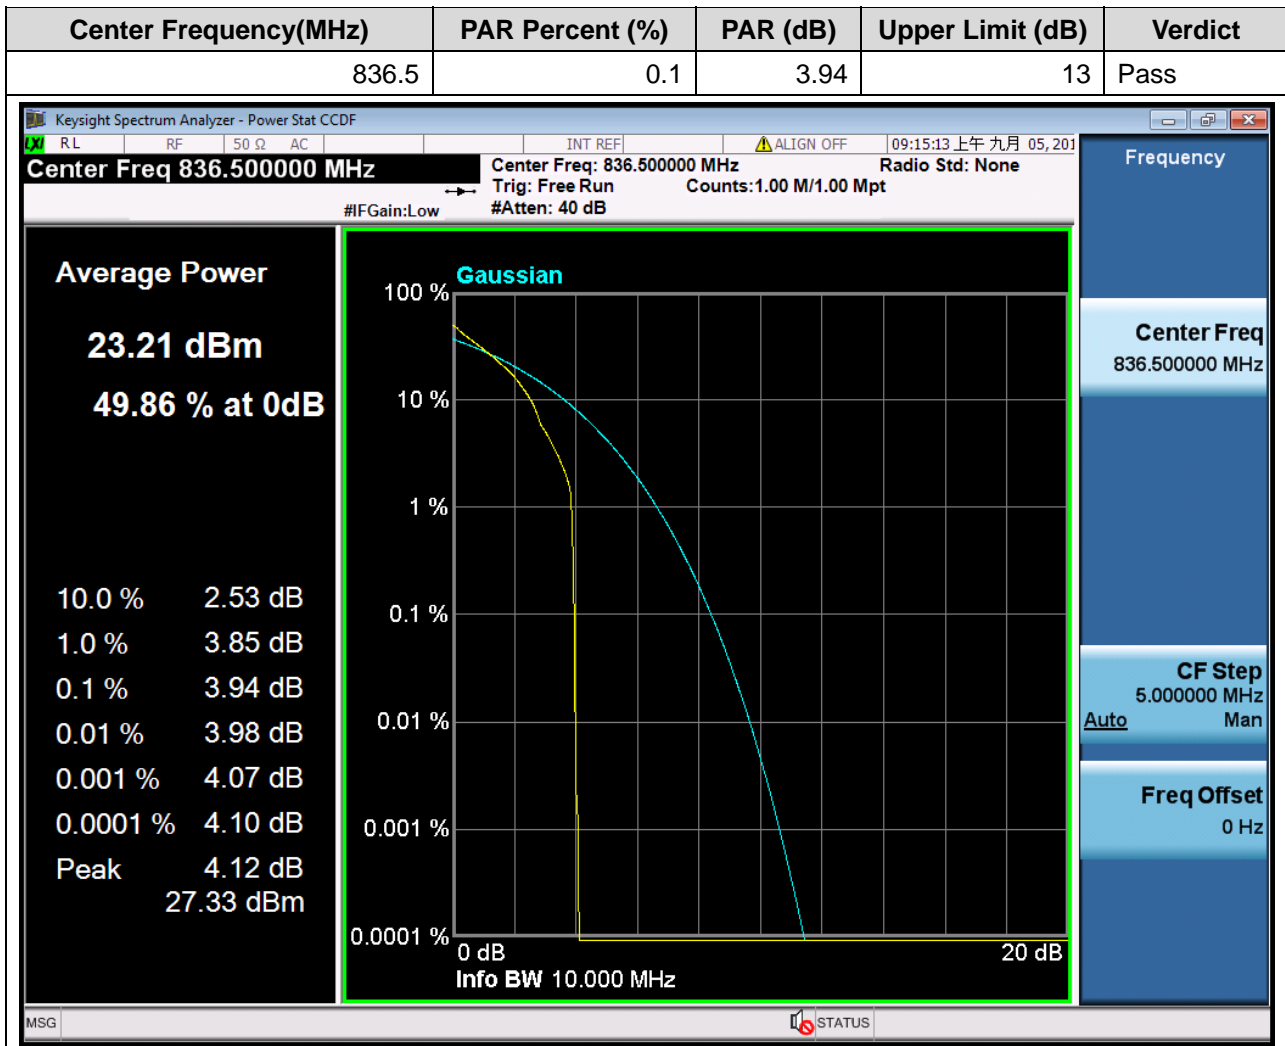 Center Frequency(MHz) PAR Percent (%) PAR (dB) Upper Limit (dB) Verdict
836.5 0.1 3.94 13 Pass
Keysight Spectrum Analyzer - Power Stat CCDF
LXI RL RF 50 Ω AC INT REF ALIGN OFF 09:15:13 上午 九月 05, 201
Center Freq 836.500000 MHz
Center Freq: 836.500000 MHz Radio Std: None
Trig: Free Run Counts:1.00 M/1.00 Mpt
#IFGain:Low #Atten: 40 dB
Average Power
23.21 dBm
49.86 % at 0dB
10.0 % 2.53 dB
1.0 % 3.85 dB
0.1 % 3.94 dB
0.01 % 3.98 dB
0.001 % 4.07 dB
0.0001 % 4.10 dB
Peak 4.12 dB
27.33 dBm
Gaussian
100 %
10 %
1 %
0.1 %
0.01 %
0.001 %
0.0001 %
0 dB 20 dB
Info BW 10.000 MHz
Frequency
Center Freq
836.500000 MHz
CF Step
5.000000 MHz
Auto Man
Freq Offset
0 Hz
MSG STATUS